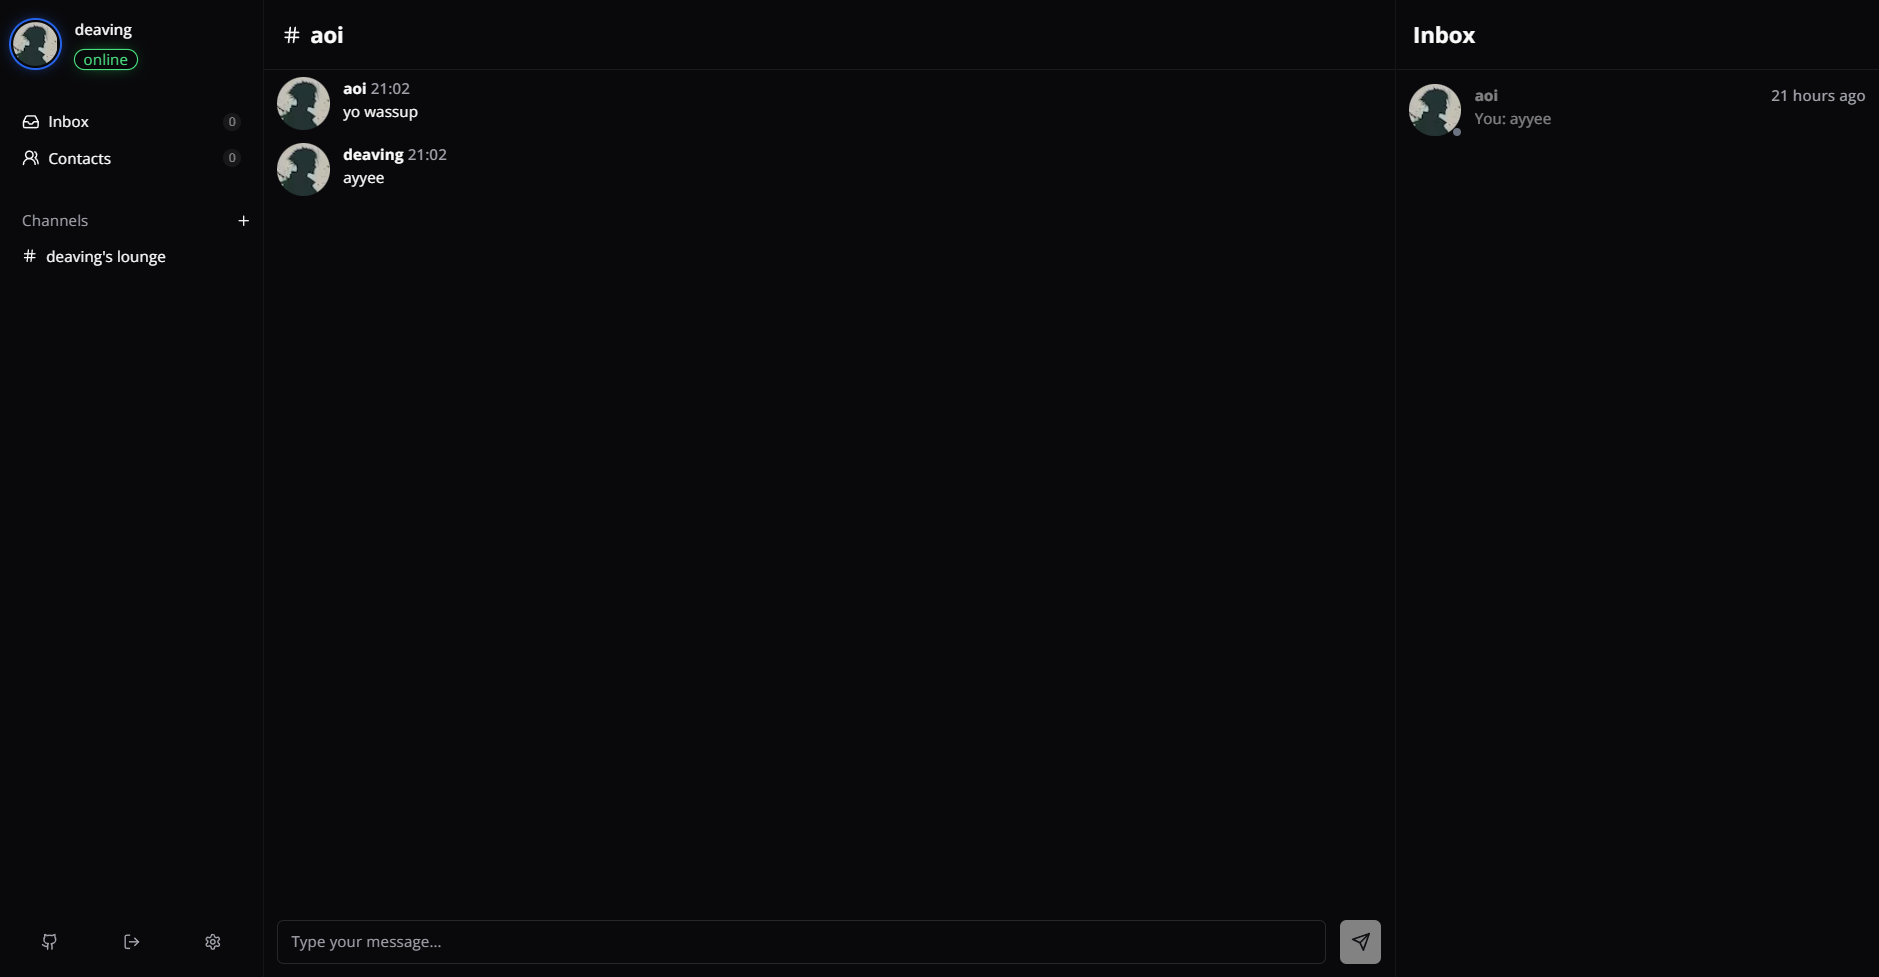 deaving
online
Inbox 0
Contacts 0
Channels +
# deaving's lounge
# aoi
aoi 21:02
yo wassup
deaving 21:02
ayyee
Type your message...
Inbox
aoi 21 hours ago
You: ayyee